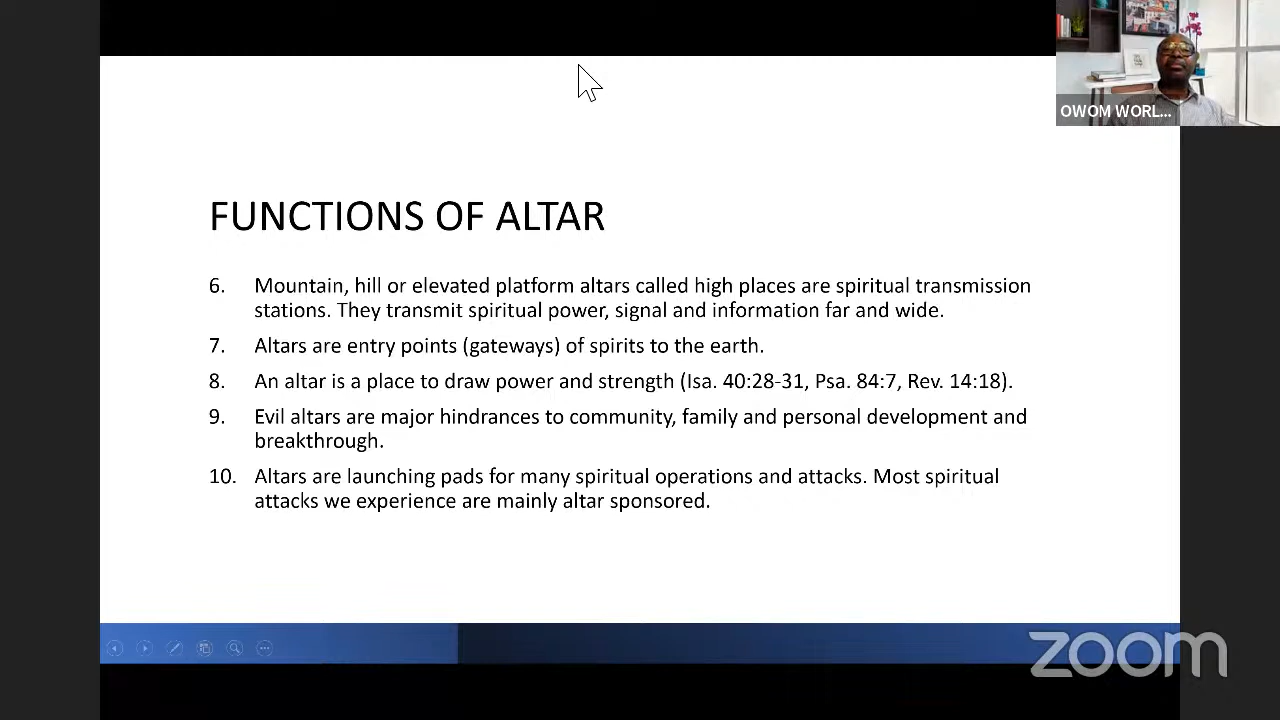 OWOM WORL...
FUNCTIONS OF ALTAR
6. Mountain, hill or elevated platform altars called high places are spiritual transmission
stations. They transmit spiritual power, signal and information far and wide.
7. Altars are entry points (gateways) of spirits to the earth.
8. An altar is a place to draw power and strength (Isa. 40:28-31, Psa. 84:7, Rev. 14:18).
9. Evil altars are major hindrances to community, family and personal development and
breakthrough.
10. Altars are launching pads for many spiritual operations and attacks. Most spiritual
attacks we experience are mainly altar sponsored.
zoom